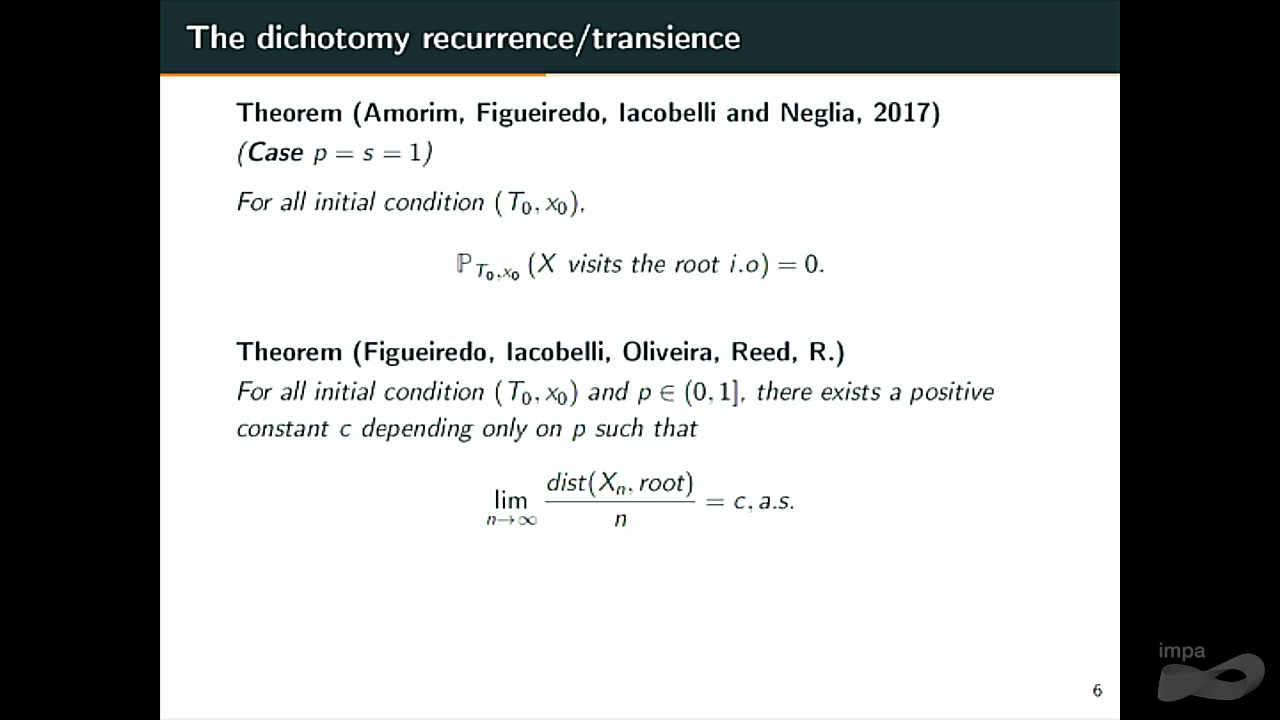 The dichotomy recurrence/transience
Theorem (Amorim, Figueiredo, Iacobelli and Neglia, 2017)
(Case p = s = 1)
For all initial condition (T₀, x₀),
ℙ_{T₀,x₀} (X visits the root i.o) = 0.
Theorem (Figueiredo, Iacobelli, Oliveira, Reed, R.)
For all initial condition (T₀, x₀) and p ∈ (0, 1], there exists a positive
constant c depending only on p such that
lim_{n→∞} dist(Xₙ, root)/n = c, a.s.
impa
6